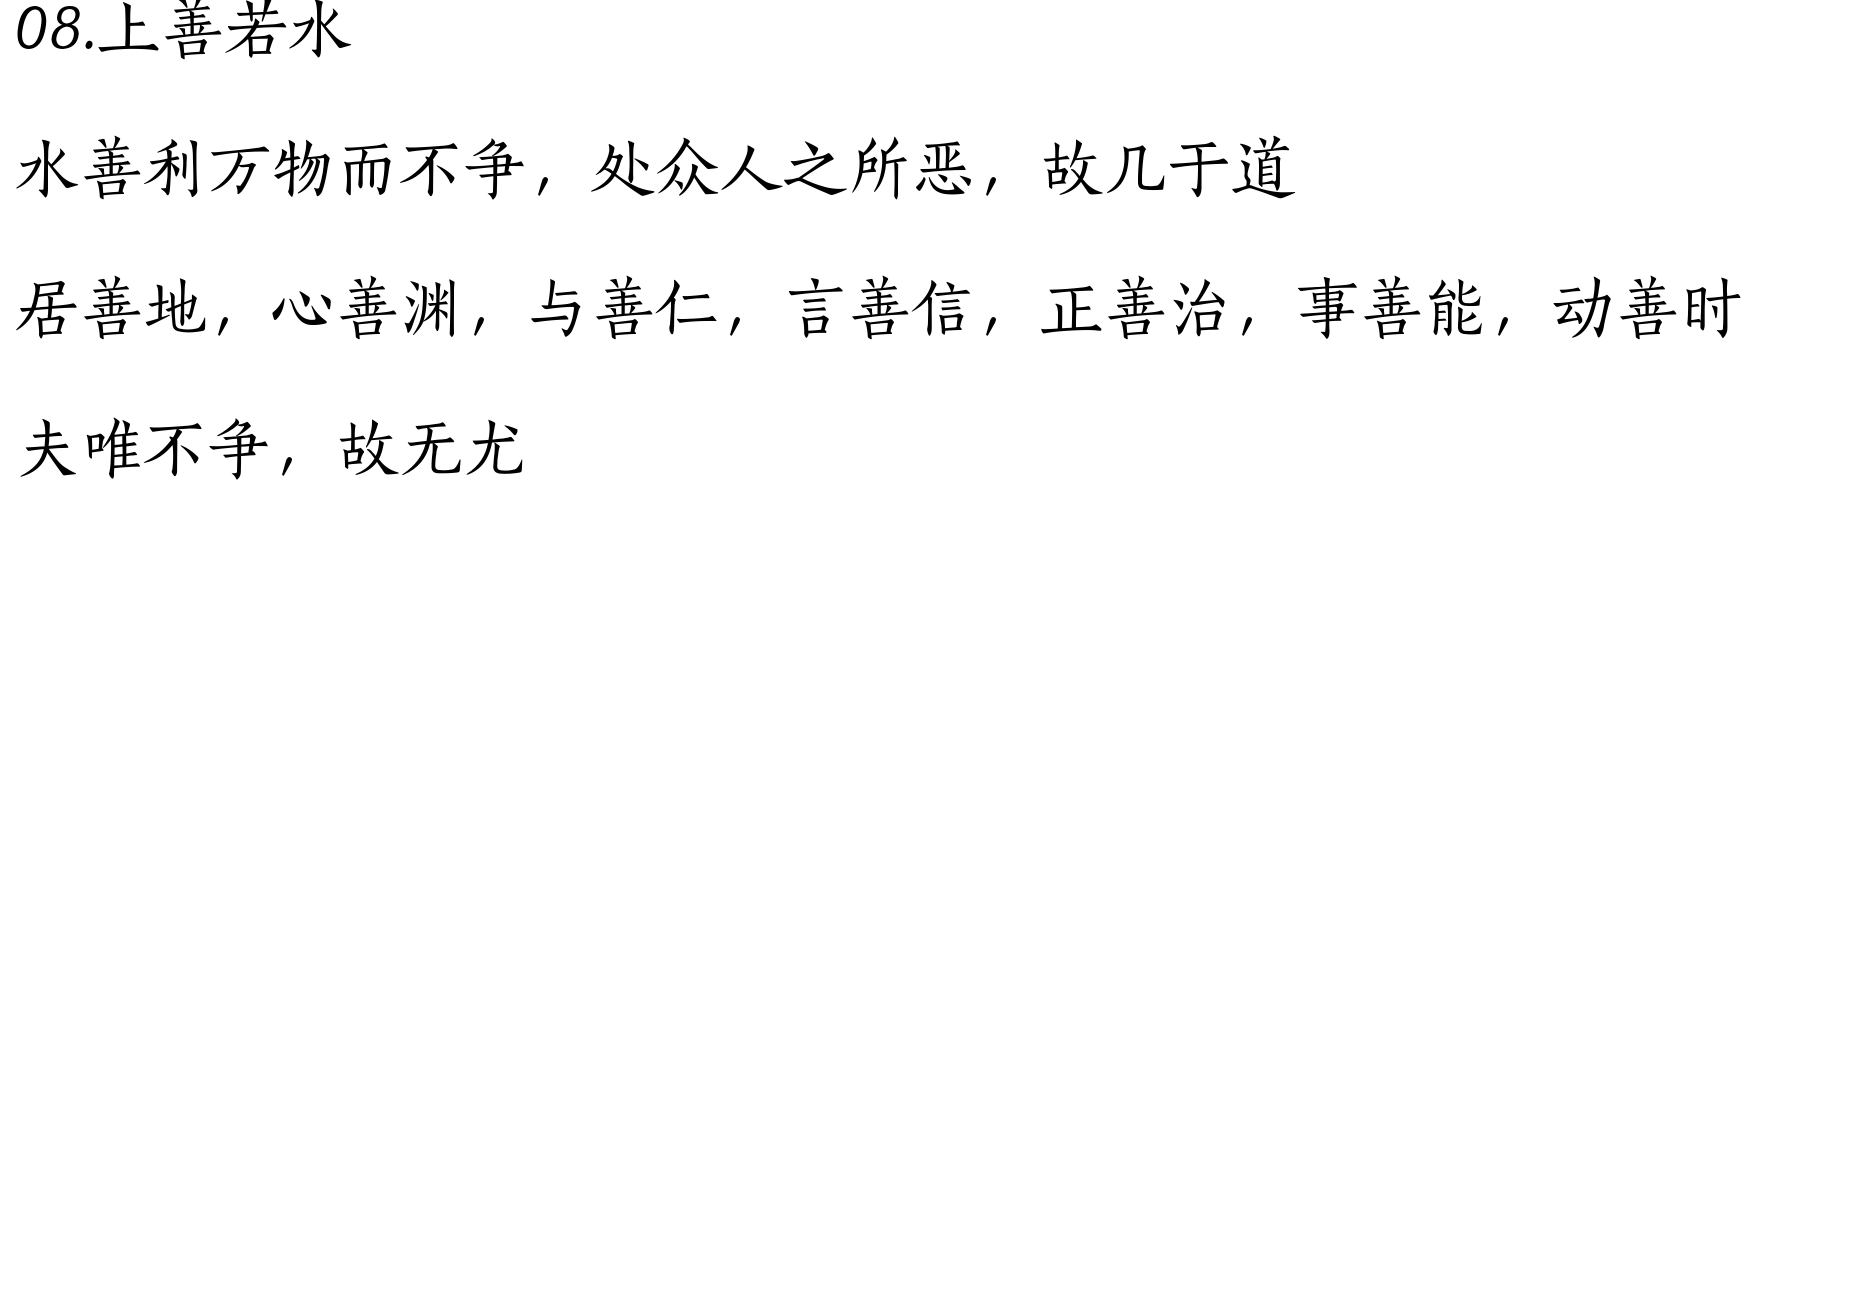 08.上善若水
水善利万物而不争，处众人之所恶，故几于道
居善地，心善渊，与善仁，言善信，正善治，事善能，动善时
夫唯不争，故无尤